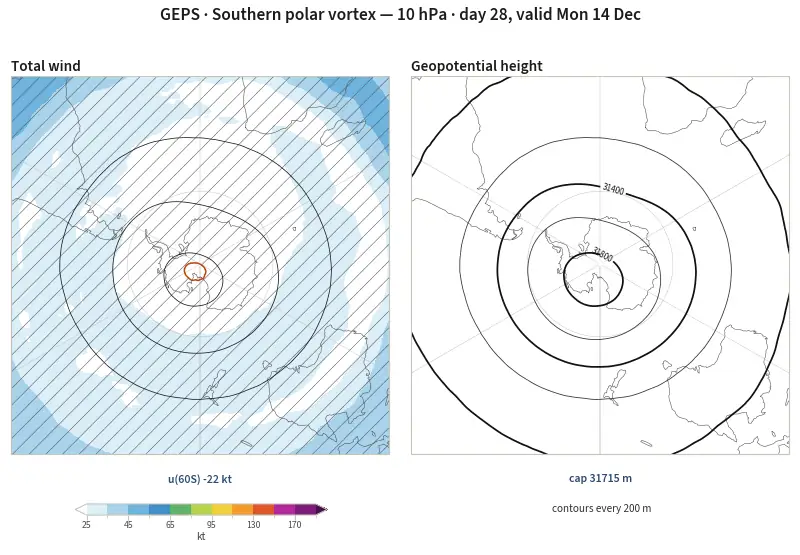 GEPS · Southern polar vortex — 10 hPa · day 28, valid Mon 14 Dec
Total wind
Geopotential height
31400
31800
u(60S) -22 kt
cap 31715 m
contours every 200 m
25 45 65 95 130 170
kt